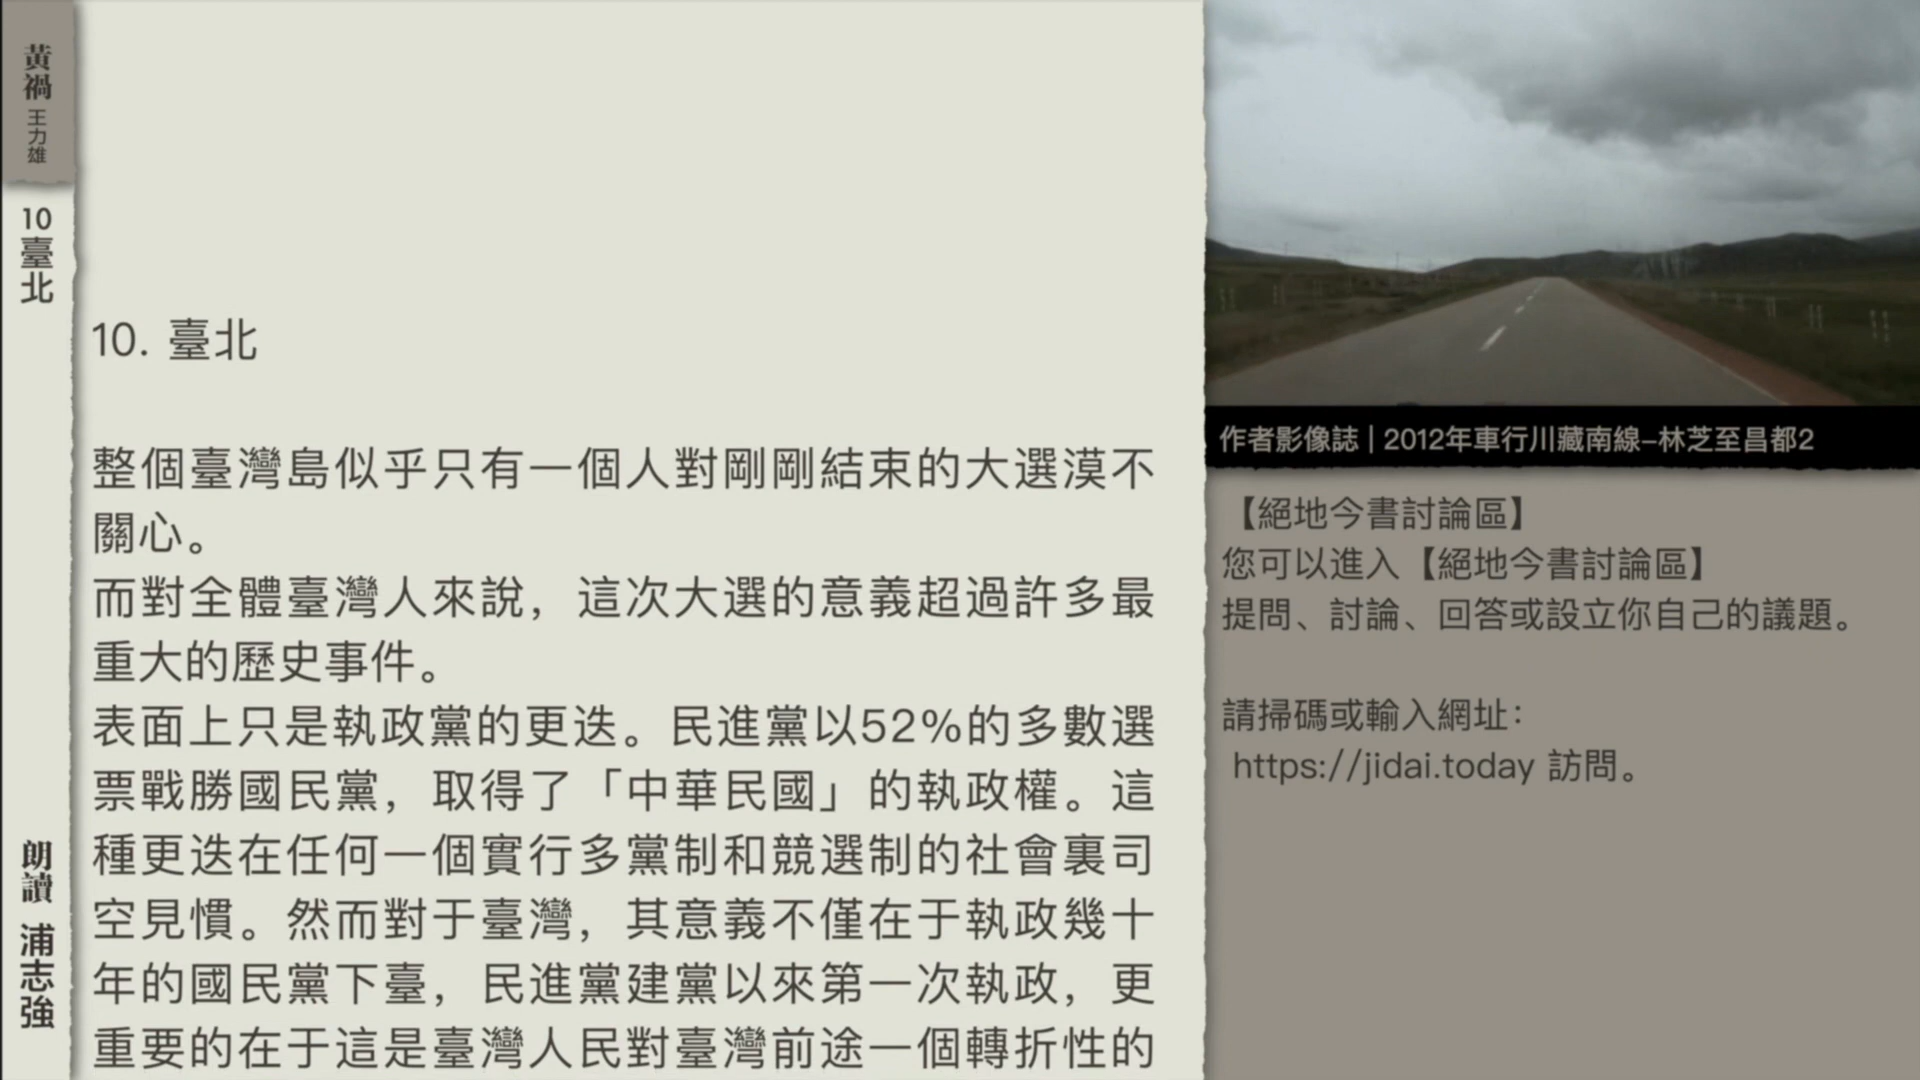 黃禍 王力雄
10 臺北
朗讀 浦志強
10. 臺北
整個臺灣島似乎只有一個人對剛剛結束的大選漠不
關心。
而對全體臺灣人來說，這次大選的意義超過許多最
重大的歷史事件。
表面上只是執政黨的更迭。民進黨以52%的多數選
票戰勝國民黨，取得了「中華民國」的執政權。這
種更迭在任何一個實行多黨制和競選制的社會裏司
空見慣。然而對于臺灣，其意義不僅在于執政幾十
年的國民黨下臺，民進黨建黨以來第一次執政，更
重要的在于這是臺灣人民對臺灣前途一個轉折性的
作者影像誌 | 2012年車行川藏南線–林芝至昌都2
【絕地今書討論區】
您可以進入【絕地今書討論區】
提問、討論、回答或設立你自己的議題。
請掃碼或輸入網址：
https://jidai.today 訪問。